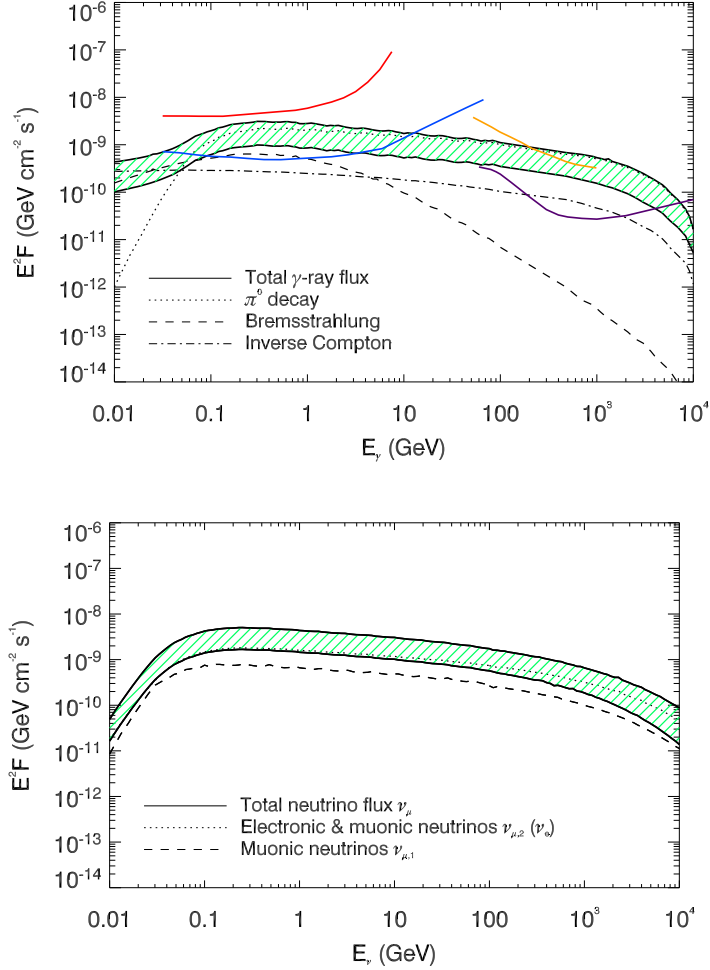 10⁻⁶
10⁻⁷
10⁻⁸
10⁻⁹
10⁻¹⁰
10⁻¹¹
10⁻¹²
10⁻¹³
10⁻¹⁴
E²F (GeV cm⁻² s⁻¹)
Total γ-ray flux
π⁰ decay
Bremsstrahlung
Inverse Compton
0.01 0.1 1 10 100 10³ 10⁴
E_γ (GeV)
10⁻⁶
10⁻⁷
10⁻⁸
10⁻⁹
10⁻¹⁰
10⁻¹¹
10⁻¹²
10⁻¹³
10⁻¹⁴
E²F (GeV cm⁻² s⁻¹)
Total neutrino flux ν_μ
Electronic & muonic neutrinos ν_μ,2 (ν_e)
Muonic neutrinos ν_μ,1
0.01 0.1 1 10 100 10³ 10⁴
E_ν (GeV)